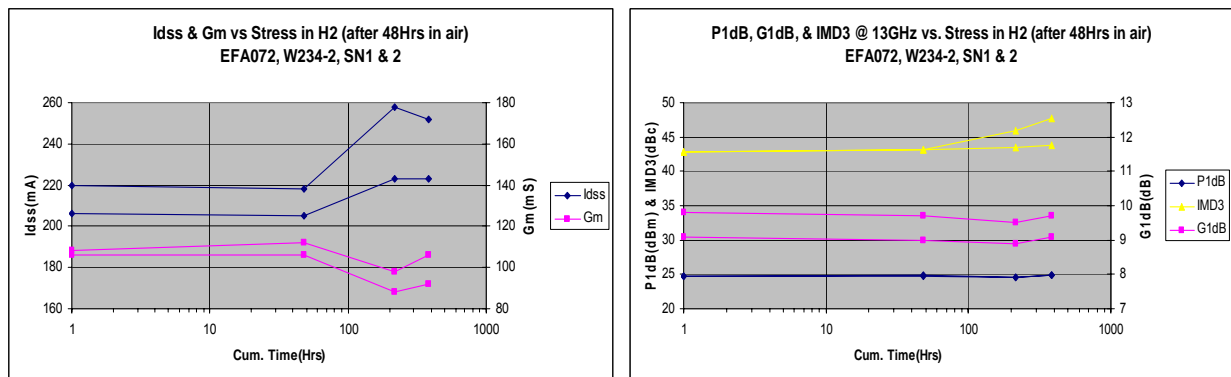 Idss & Gm vs Stress in H2 (after 48Hrs in air)
EFA072, W234-2, SN1 & 2
260
240
220
200
180
160
Idss(mA)
180
160
140
120
100
80
Gm(mS)
1 10 100 1000
Cum. Time(Hrs)
Idss
Gm
P1dB, G1dB, & IMD3 @ 13GHz vs. Stress in H2 (after 48Hrs in air)
EFA072, W234-2, SN1 & 2
50
45
40
35
30
25
20
P1dB(dBm) & IMD3(dBc)
13
12
11
10
9
8
7
G1dB(dB)
1 10 100 1000
Cum. Time(Hrs)
P1dB
IMD3
G1dB